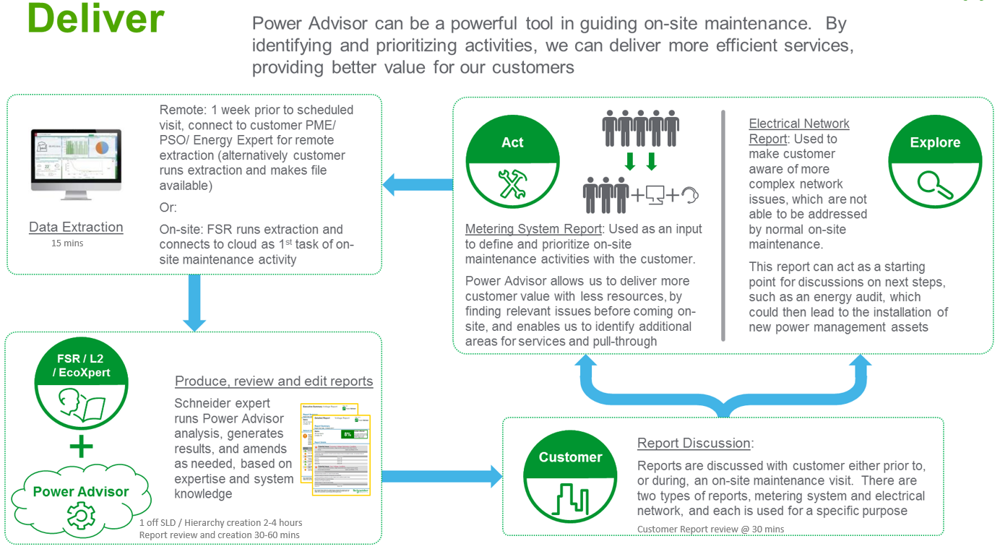 Deliver
Power Advisor can be a powerful tool in guiding on-site maintenance. By
identifying and prioritizing activities, we can deliver more efficient services,
providing better value for our customers
Remote: 1 week prior to scheduled
visit, connect to customer PME/
PSO/ Energy Expert for remote
extraction (alternatively customer
runs extraction and makes file
available)
Or:
On-site: FSR runs extraction and
connects to cloud as 1st task of on-
site maintenance activity
Data Extraction
15 mins
FSR / L2
/ EcoXpert
+
Power Advisor
Produce, review and edit reports
Schneider expert
runs Power Advisor
analysis, generates
results, and amends
as needed, based on
expertise and system
knowledge
8%
1 off SLD / Hierarchy creation 2-4 hours
Report review and creation 30-60 mins
Customer
Report Discussion:
Reports are discussed with customer either prior to,
or during, an on-site maintenance visit. There are
two types of reports, metering system and electrical
network, and each is used for a specific purpose
Customer Report review @ 30 mins
Act
+ +
Metering System Report: Used as an input
to define and prioritize on-site
maintenance activities with the customer.
Power Advisor allows us to deliver more
customer value with less resources, by
finding relevant issues before coming on-
site, and enables us to identify additional
areas for services and pull-through
Electrical Network
Report: Used to
make customer
aware of more
complex network
issues, which are not
able to be addressed
by normal on-site
maintenance.
Explore
This report can act as a starting
point for discussions on next steps,
such as an energy audit, which
could then lead to the installation of
new power management assets